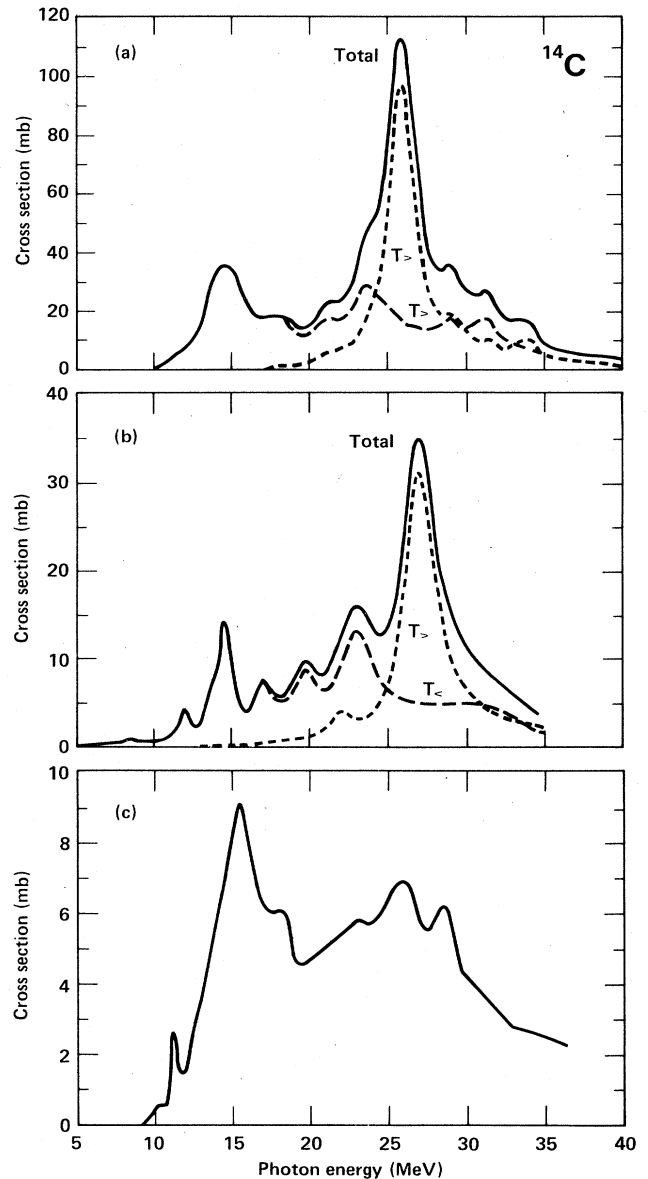 120
100
80
60
40
20
0
Cross section (mb)
(a)
Total
¹⁴C
T>
T>
40
30
20
10
0
Cross section (mb)
(b)
Total
T>
T<
10
8
6
4
2
0
Cross section (mb)
(c)
5 10 15 20 25 30 35 40
Photon energy (MeV)